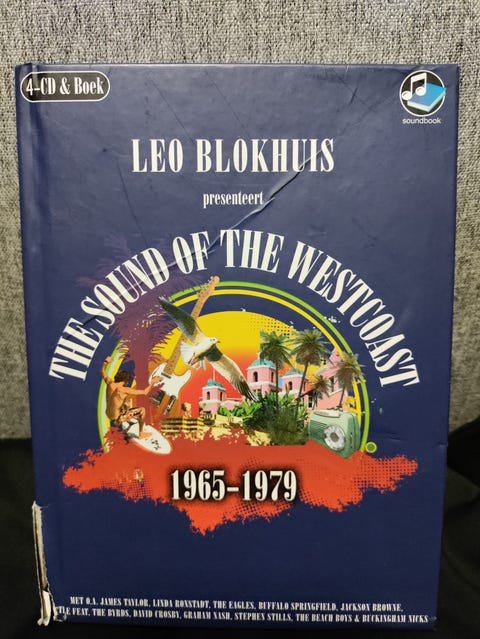 4-CD & Boek
soundbook
LEO BLOKHUIS
presenteert
THE SOUND OF THE WESTCOAST
1965-1979
MET O.A. JAMES TAYLOR, LINDA RONSTADT, THE EAGLES, BUFFALO SPRINGFIELD, JACKSON BROWNE,
FEAT, THE BYRDS, DAVID CROSBY, GRAHAM NASH, STEPHEN STILLS, THE BEACH BOYS & BUCKINGHAM NICKS